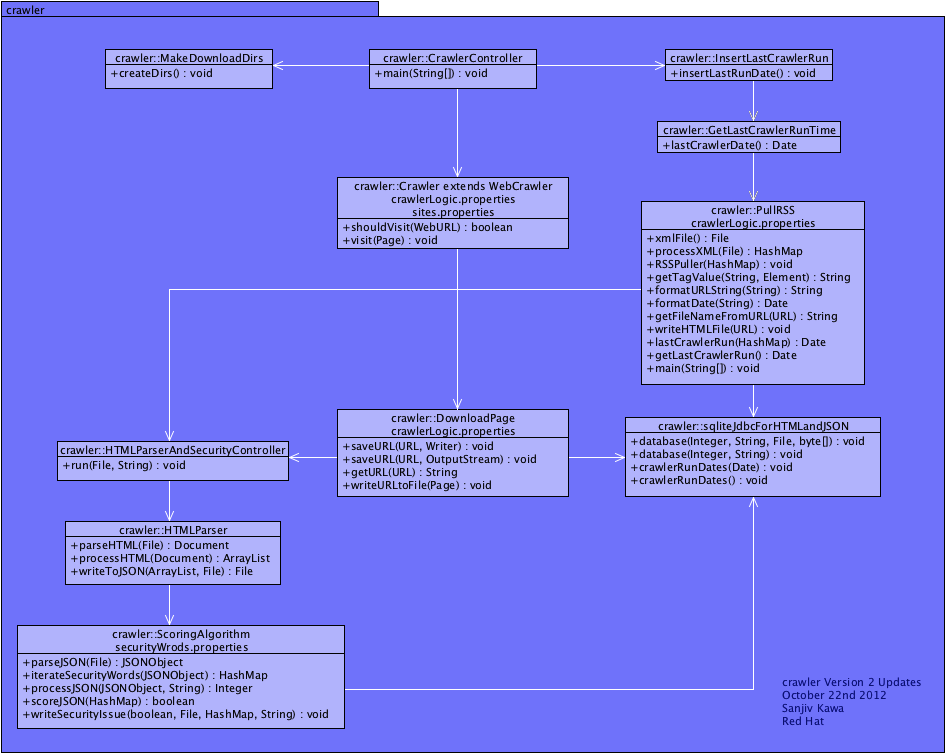 crawler
crawler::MakeDownloadDirs
+createDirs() : void
crawler::CrawlerController
+main(String[]) : void
crawler::InsertLastCrawlerRun
+insertLastRunDate() : void
crawler::GetLastCrawlerRunTime
+lastCrawlerDate() : Date
crawler::Crawler extends WebCrawler
crawlerLogic.properties
sites.properties
+shouldVisit(WebURL) : boolean
+visit(Page) : void
crawler::PullRSS
crawlerLogic.properties
+xmlFile() : File
+processXML(File) : HashMap
+RSSPuller(HashMap) : void
+getTagValue(String, Element) : String
+formatURLString(String) : String
+formatDate(String) : Date
+getFileNameFromURL(URL) : String
+writeHTMLFile(URL) : void
+lastCrawlerRun(HashMap) : Date
+getLastCrawlerRun() : Date
+main(String[]) : void
crawler::DownloadPage
crawlerLogic.properties
+saveURL(URL, Writer) : void
+saveURL(URL, OutputStream) : void
+getURL(URL) : String
+writeURLtoFile(Page) : void
crawler::sqliteJdbcForHTMLandJSON
+database(Integer, String, File, byte[]) : void
+database(Integer, String) : void
+crawlerRunDates(Date) : void
+crawlerRunDates() : void
crawler::HTMLParserAndSecurityController
+run(File, String) : void
crawler::HTMLParser
+parseHTML(File) : Document
+processHTML(Document) : ArrayList
+writeToJSON(ArrayList, File) : File
crawler::ScoringAlgorithm
securityWrods.properties
+parseJSON(File) : JSONObject
+iterateSecurityWords(JSONObject) : HashMap
+processJSON(JSONObject, String) : Integer
+scoreJSON(HashMap) : boolean
+writeSecurityIssue(boolean, File, HashMap, String) : void
crawler Version 2 Updates
October 22nd 2012
Sanjiv Kawa
Red Hat